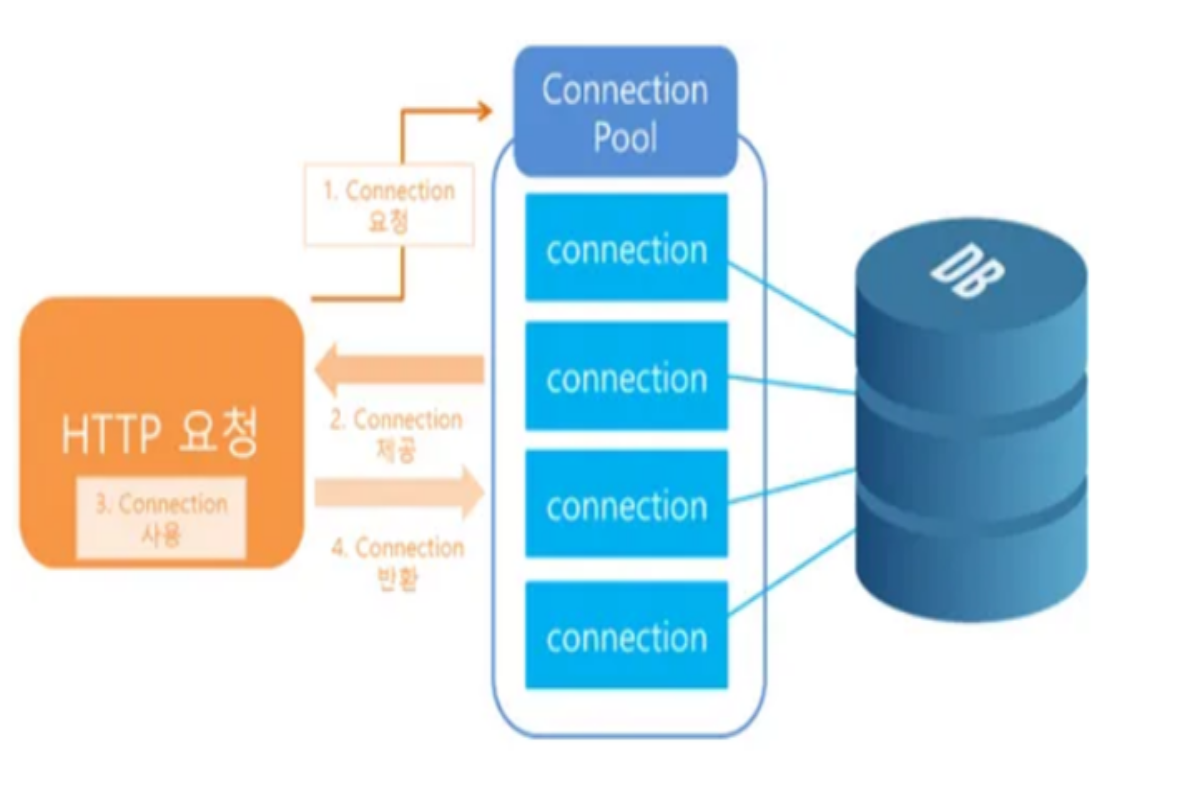 Connection
Pool
1. Connection
요청
connection
DB
connection
HTTP 요청
2. Connection
제공
3. Connection
사용
connection
4. Connection
반환
connection